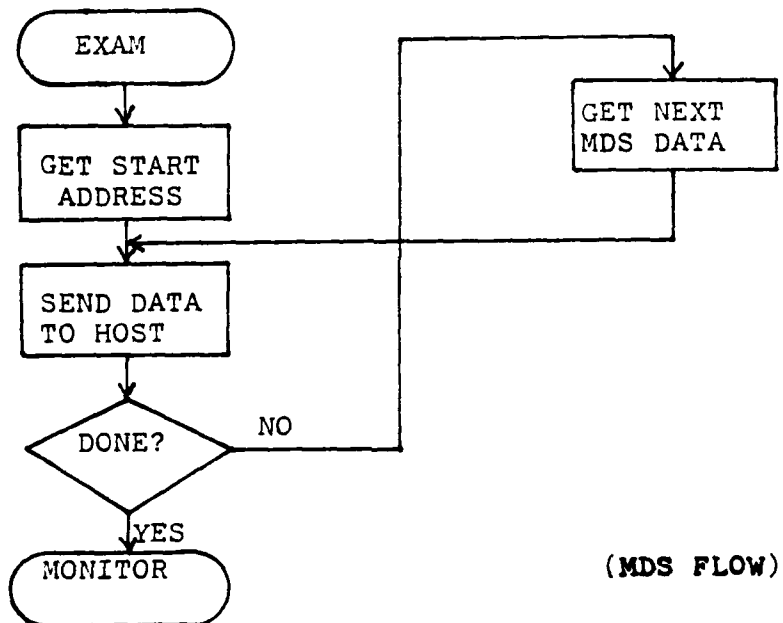 EXAM
GET START
ADDRESS
SEND DATA
TO HOST
DONE?
NO
YES
MONITOR
GET NEXT
MDS DATA
(MDS FLOW)